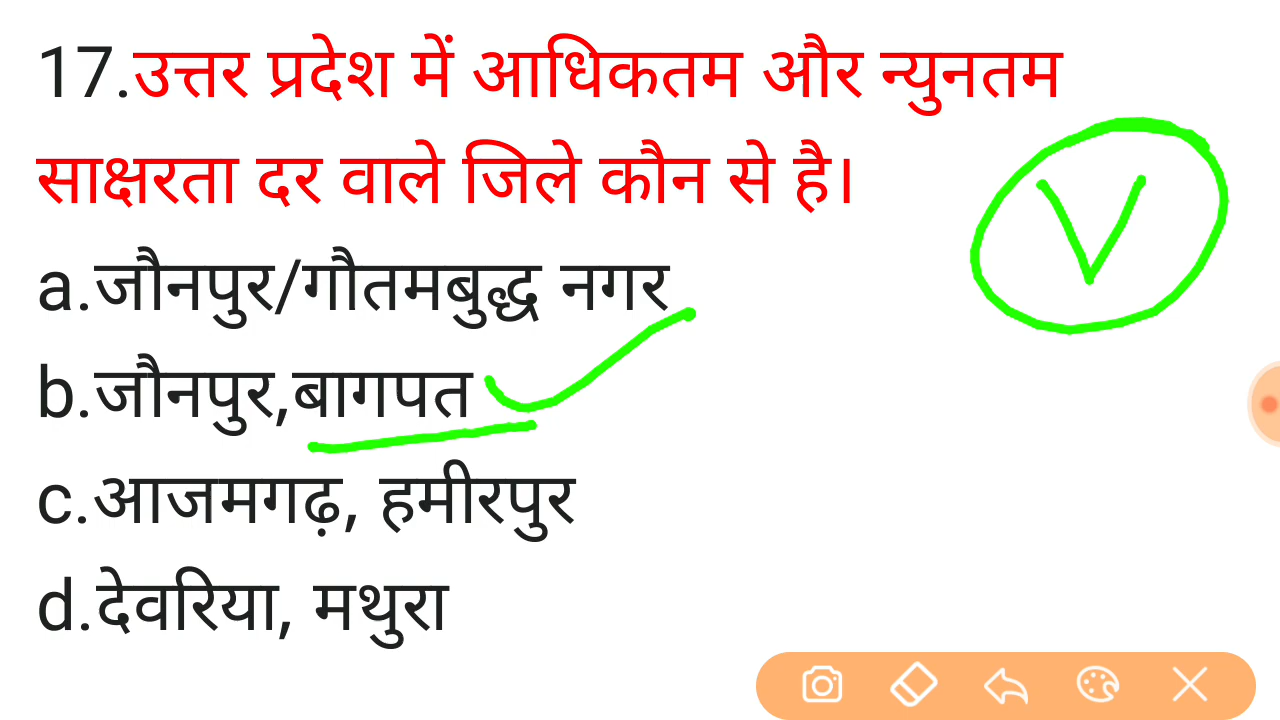 17.उत्तर प्रदेश में आधिकतम और न्युनतम
साक्षरता दर वाले जिले कौन से है।
a.जौनपुर/गौतमबुद्ध नगर
b.जौनपुर,बागपत
c.आजमगढ़, हमीरपुर
d.देवरिया, मथुरा
V